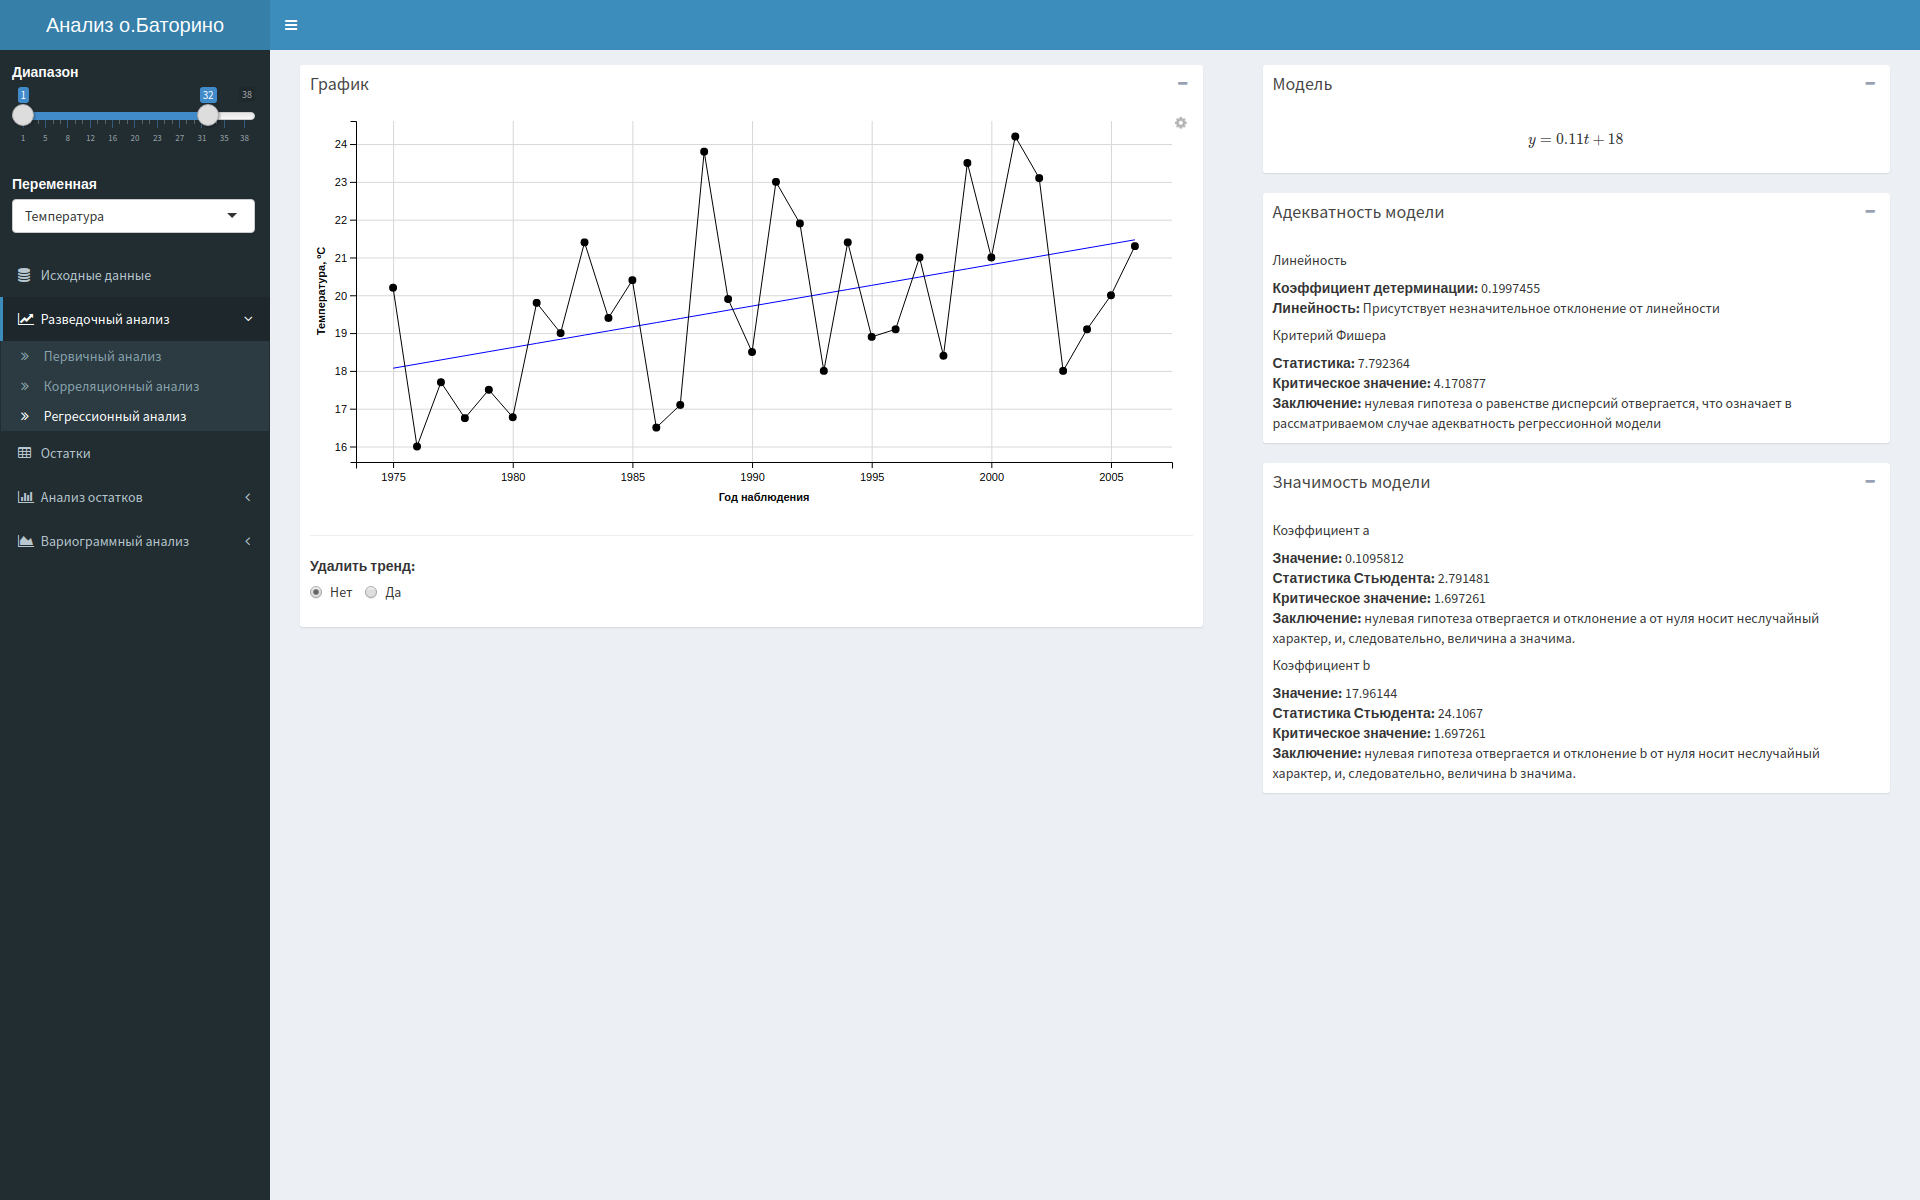 Анализ о.Баторино
Диапазон
1 32 38
1 5 8 12 16 20 23 27 31 35 38
Переменная
Температура
Исходные данные
Разведочный анализ
Первичный анализ
Корреляционный анализ
Регрессионный анализ
Остатки
Анализ остатков
Вариограммный анализ
График
24
23
22
21
20
19
18
17
16
Температура, °C
1975 1980 1985 1990 1995 2000 2005
Год наблюдения
Удалить тренд:
Нет Да
Модель
y = 0.11t + 18
Адекватность модели
Линейность
Коэффициент детерминации: 0.1997455
Линейность: Присутствует незначительное отклонение от линейности
Критерий Фишера
Статистика: 7.792364
Критическое значение: 4.170877
Заключение: нулевая гипотеза о равенстве дисперсий отвергается, что означает в
рассматриваемом случае адекватность регрессионной модели
Значимость модели
Коэффициент a
Значение: 0.1095812
Статистика Стьюдента: 2.791481
Критическое значение: 1.697261
Заключение: нулевая гипотеза отвергается и отклонение a от нуля носит неслучайный
характер, и, следовательно, величина a значима.
Коэффициент b
Значение: 17.96144
Статистика Стьюдента: 24.1067
Критическое значение: 1.697261
Заключение: нулевая гипотеза отвергается и отклонение b от нуля носит неслучайный
характер, и, следовательно, величина b значима.